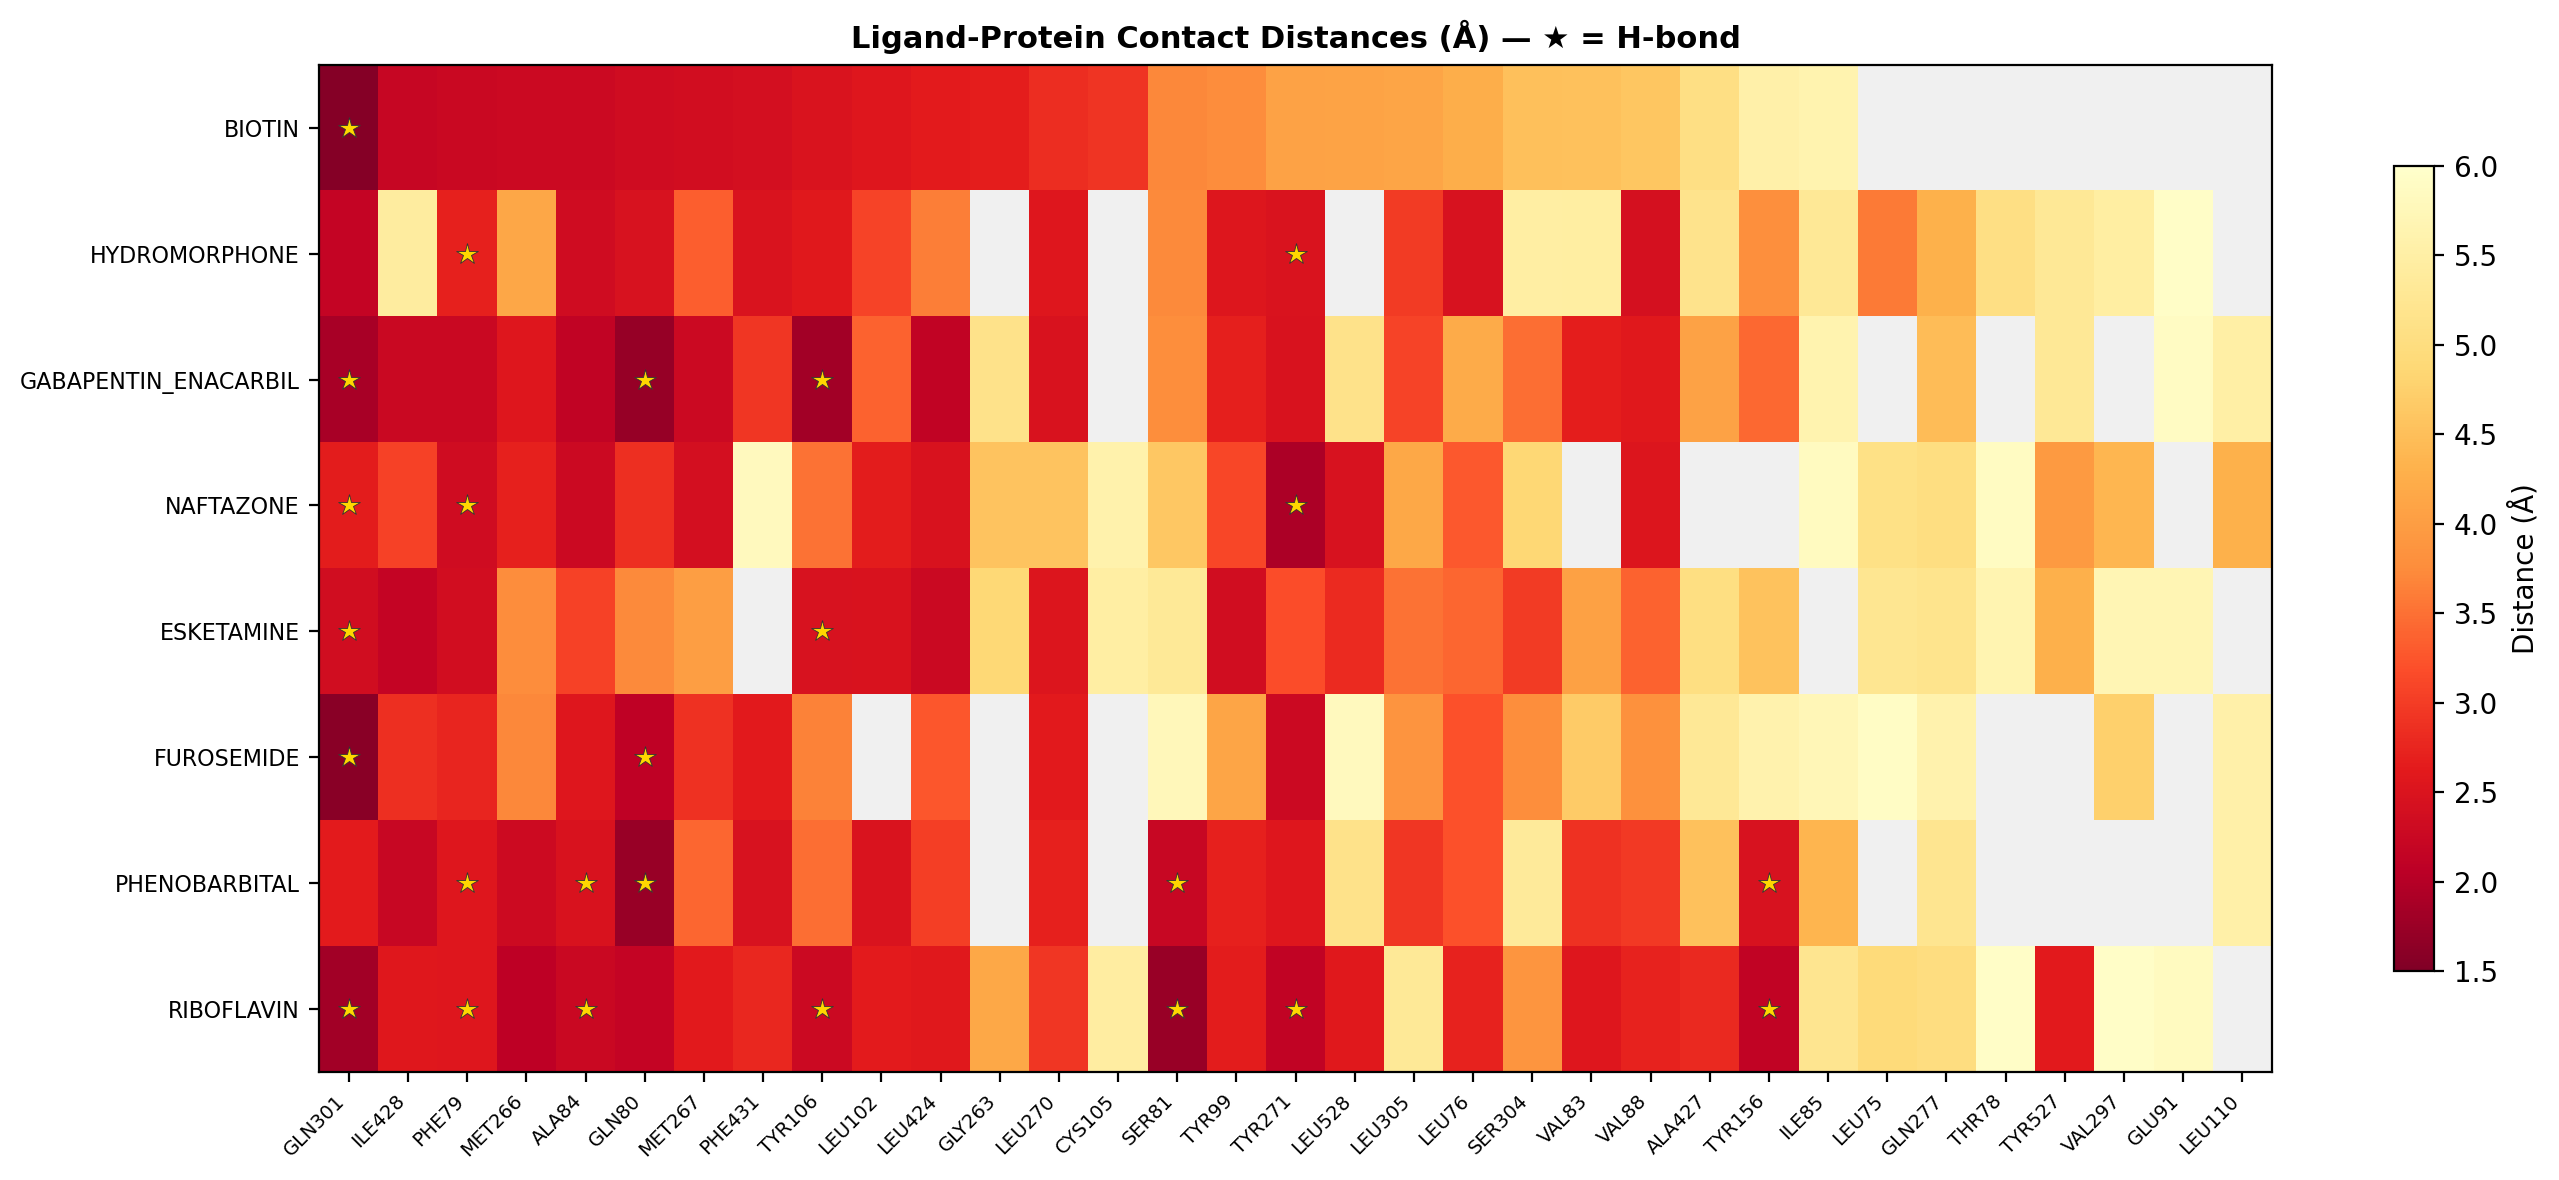 Ligand-Protein Contact Distances (Å) — ★ = H-bond
BIOTIN
HYDROMORPHONE
GABAPENTIN_ENACARBIL
NAFTAZONE
ESKETAMINE
FUROSEMIDE
PHENOBARBITAL
RIBOFLAVIN
GLN301
ILE428
PHE79
MET266
ALA84
GLN80
MET267
PHE431
TYR106
LEU102
LEU424
GLY263
LEU270
CYS105
SER81
TYR99
TYR271
LEU528
LEU305
LEU76
SER304
VAL83
VAL88
ALA427
TYR156
ILE85
LEU75
GLN277
THR78
TYR527
VAL297
GLU91
LEU110
6.0
5.5
5.0
4.5
4.0
3.5
3.0
2.5
2.0
1.5
Distance (Å)